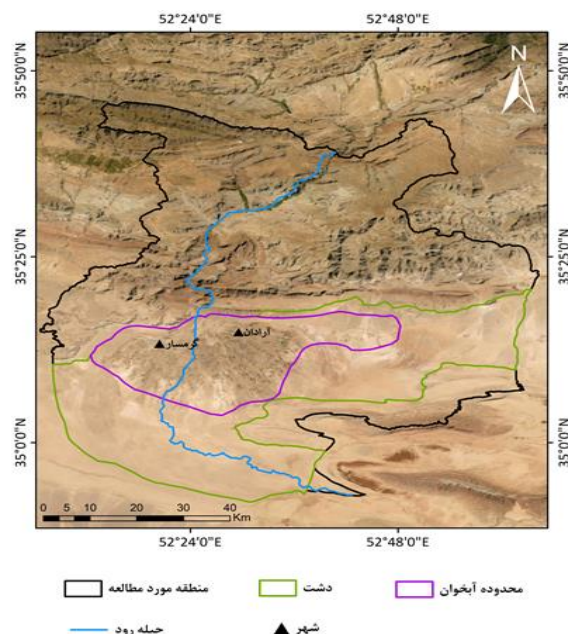 52°24'0"E 52°48'0"E
N
35°50'0"N 35°50'0"N
35°25'0"N 35°25'0"N
آرادان
گرمسار
35°0'0"N 35°0'0"N
0 5 10 20 30 40
Km
52°24'0"E 52°48'0"E
محدوده آبخوان دشت منطقه مورد مطالعه
شهر حبله رود